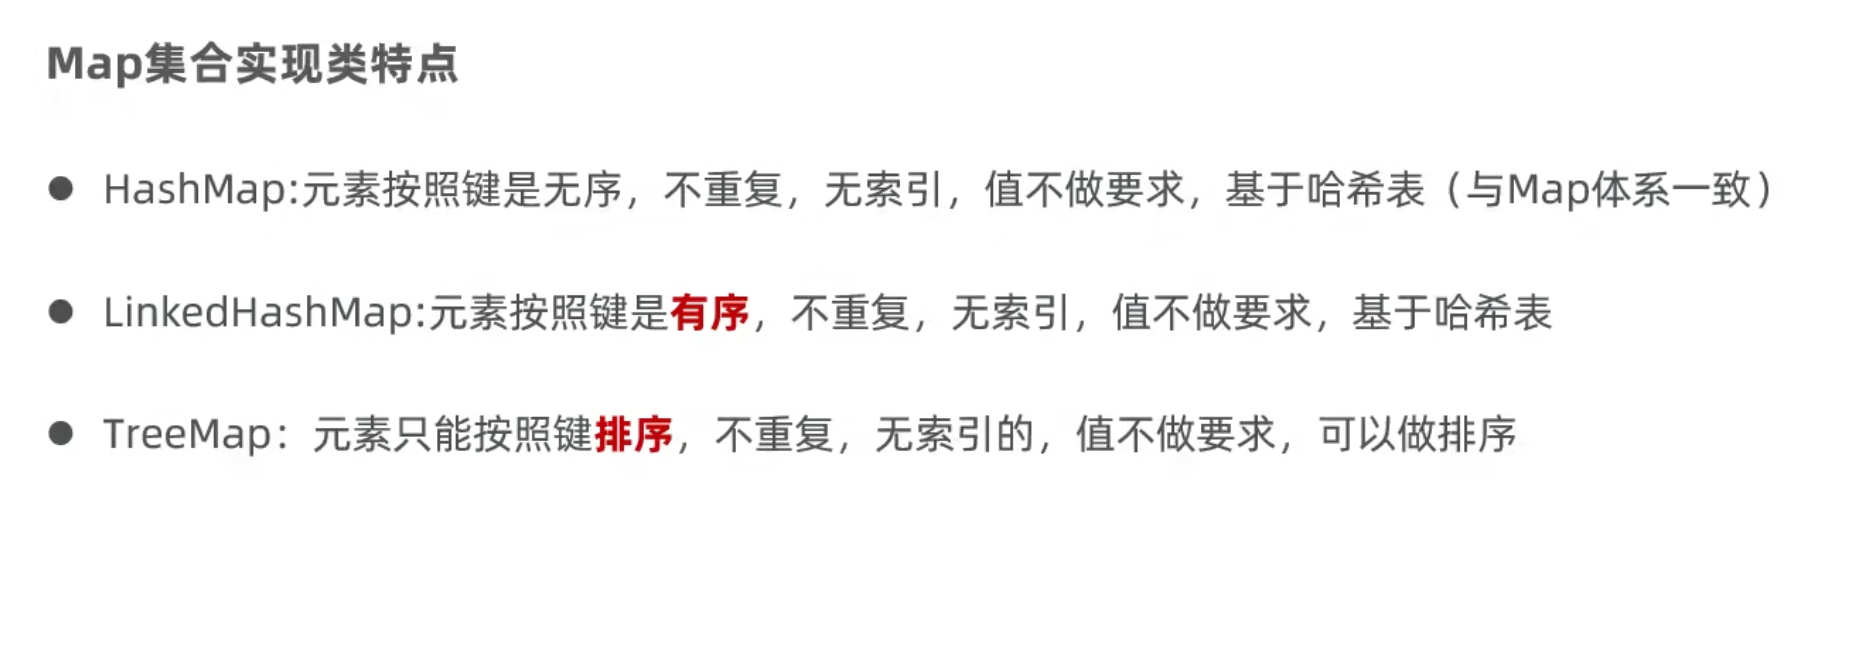 Map集合实现类特点
● HashMap:元素按照键是无序，不重复，无索引，值不做要求，基于哈希表（与Map体系一致）
● LinkedHashMap:元素按照键是有序，不重复，无索引，值不做要求，基于哈希表
● TreeMap：元素只能按照键排序，不重复，无索引的，值不做要求，可以做排序